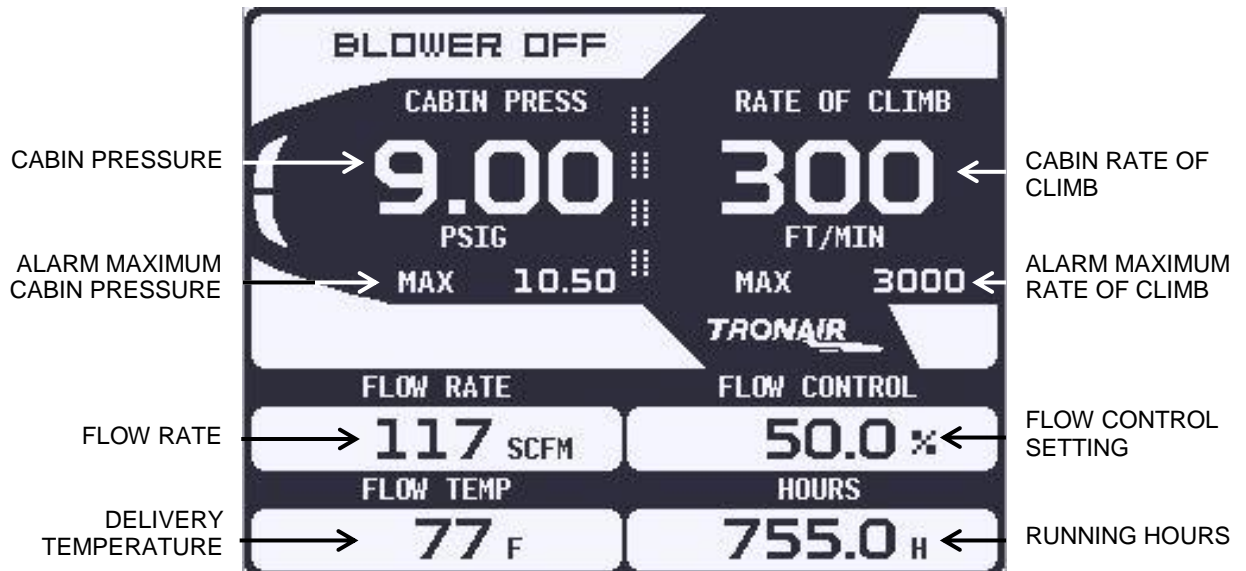 BLOWER OFF
CABIN PRESS
RATE OF CLIMB
CABIN PRESSURE
9.00
300
CABIN RATE OF
CLIMB
PSIG
FT/MIN
ALARM MAXIMUM
CABIN PRESSURE
MAX 10.50
MAX 3000
ALARM MAXIMUM
RATE OF CLIMB
TRONAIR
FLOW RATE
FLOW CONTROL
FLOW RATE
117 SCFM
50.0 %
FLOW CONTROL
SETTING
FLOW TEMP
HOURS
DELIVERY
TEMPERATURE
77 F
755.0 H
RUNNING HOURS